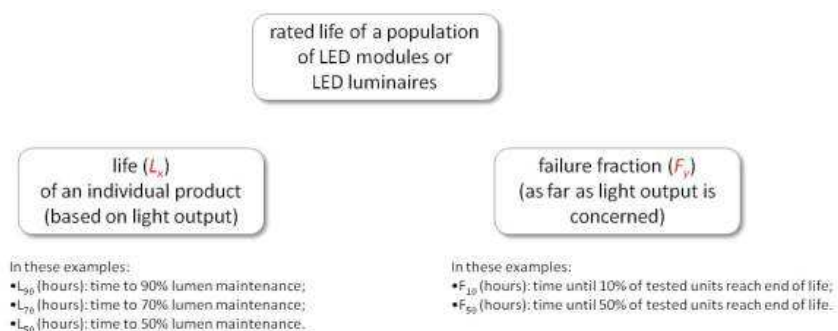 rated life of a population
of LED modules or
LED luminaires
life (Lₓ)
of an individual product
(based on light output)
In these examples:
•L₉₀ (hours): time to 90% lumen maintenance;
•L₇₀ (hours): time to 70% lumen maintenance;
•L₅₀ (hours): time to 50% lumen maintenance.
failure fraction (Fᵧ)
(as far as light output is
concerned)
In these examples:
•F₁₀ (hours): time until 10% of tested units reach end of life;
•F₅₀ (hours): time until 50% of tested units reach end of life.